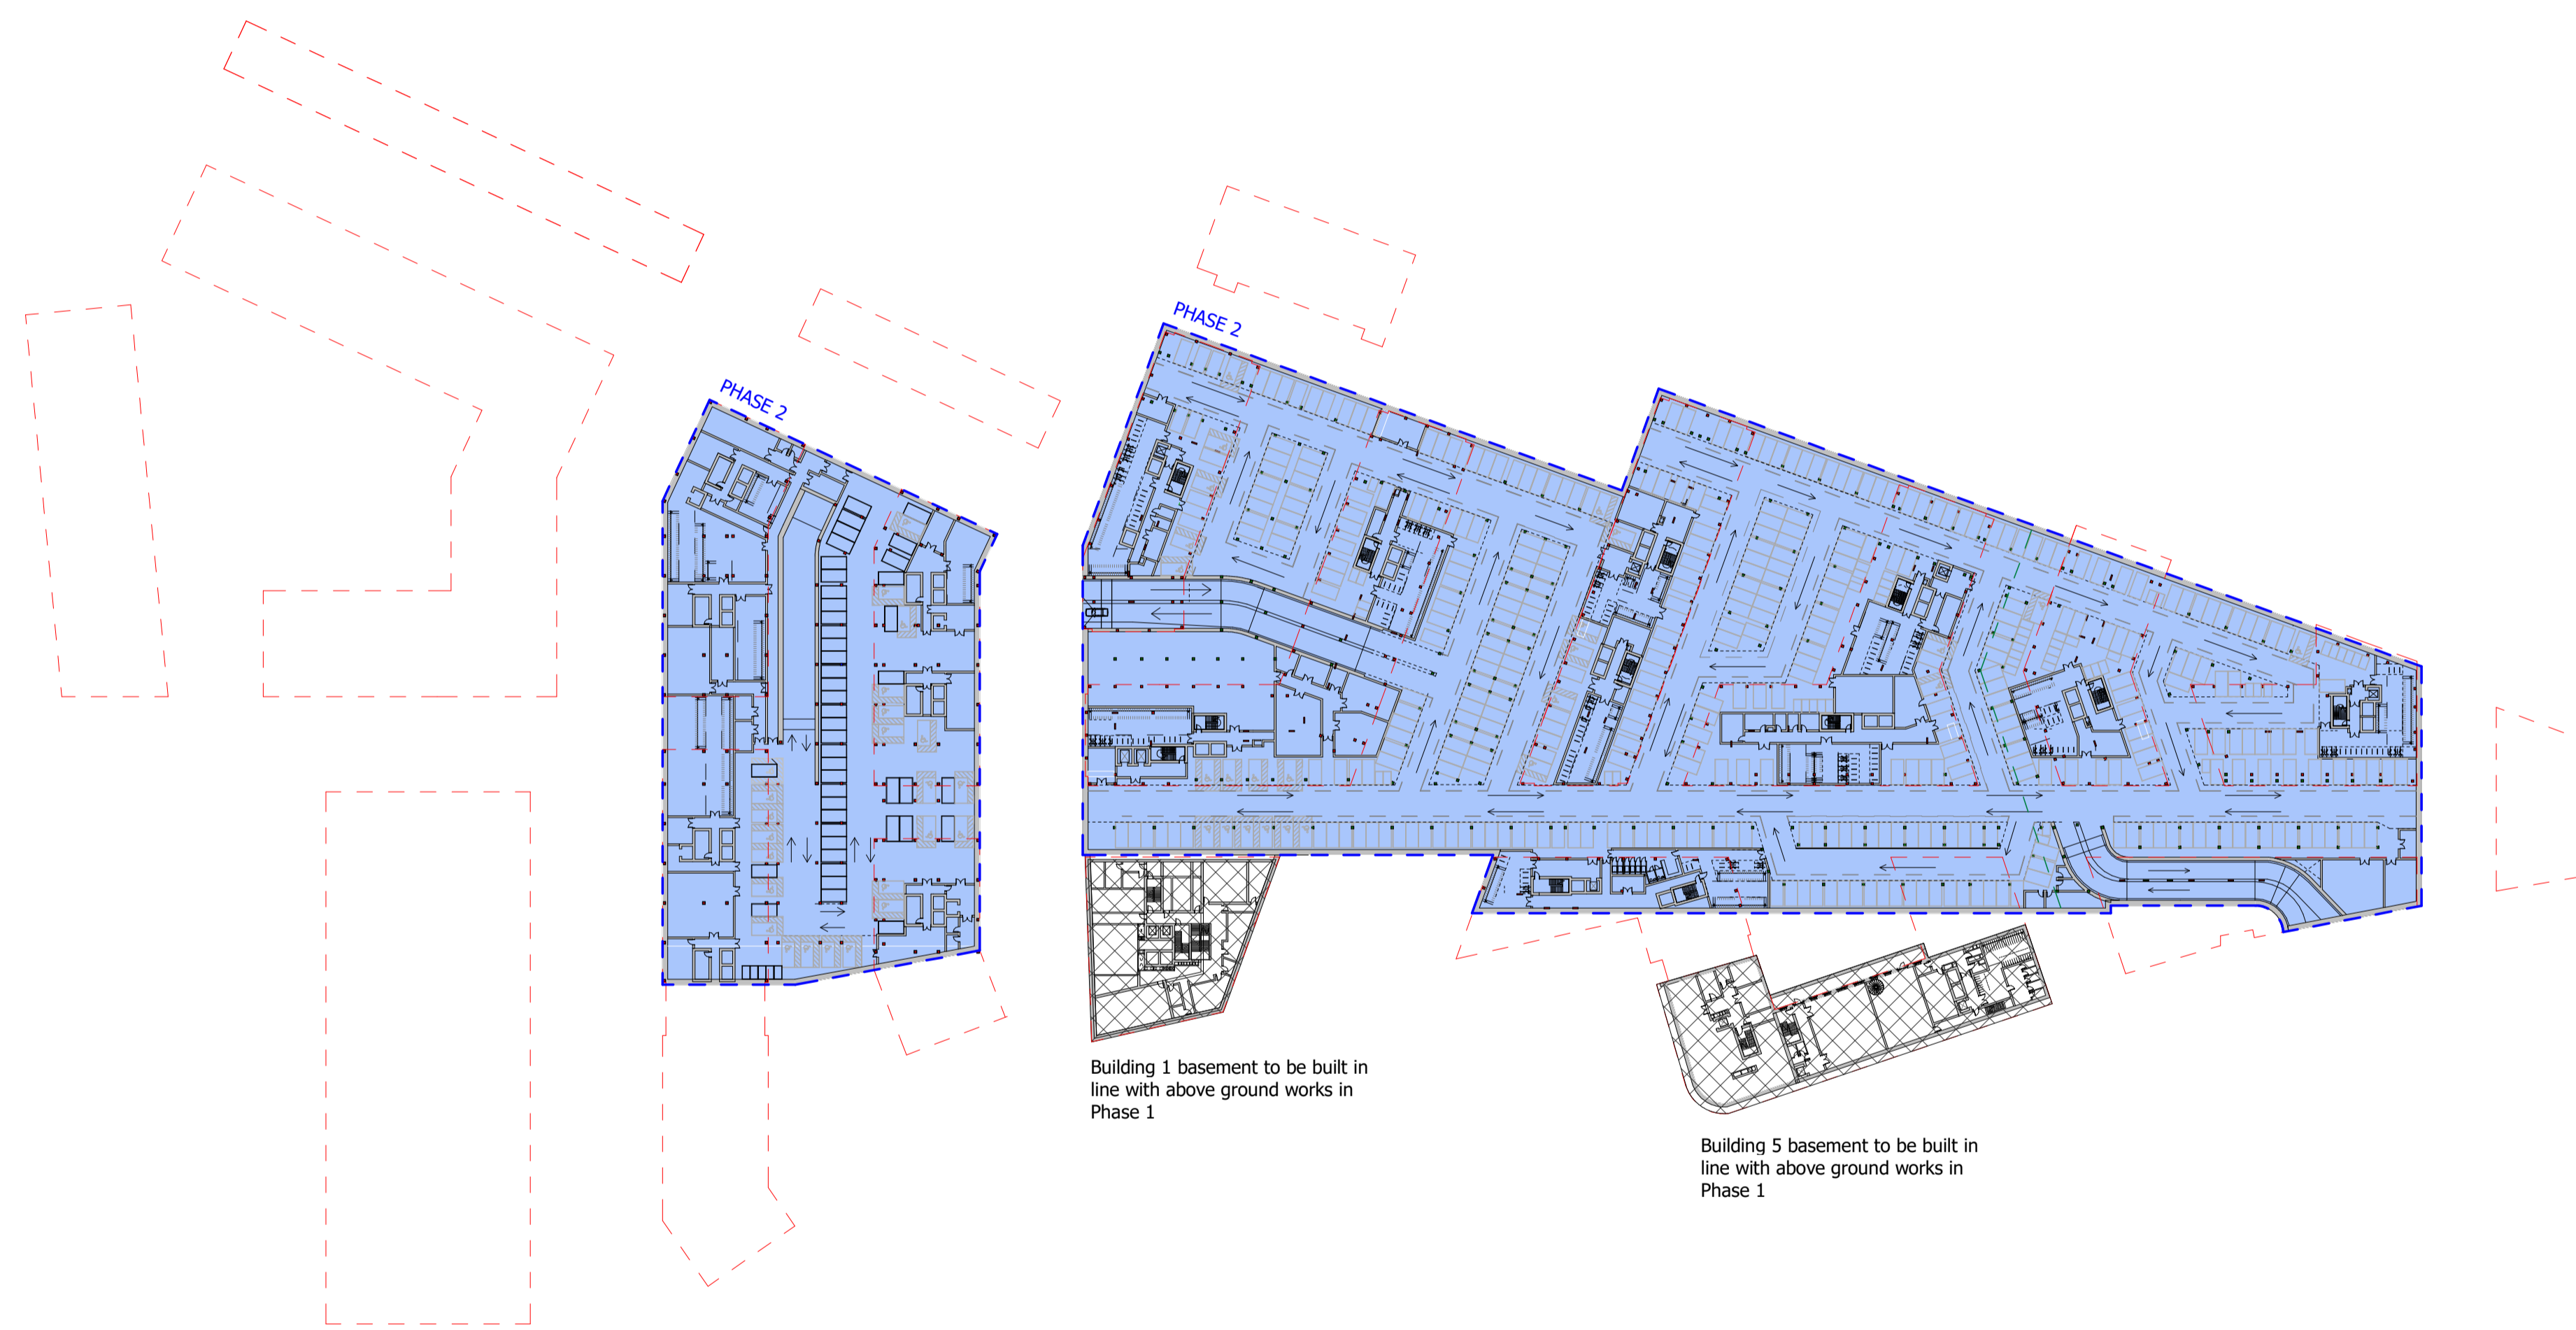 PHASE 2
PHASE 2
Building 1 basement to be built in
line with above ground works in
Phase 1
Building 5 basement to be built in
line with above ground works in
Phase 1